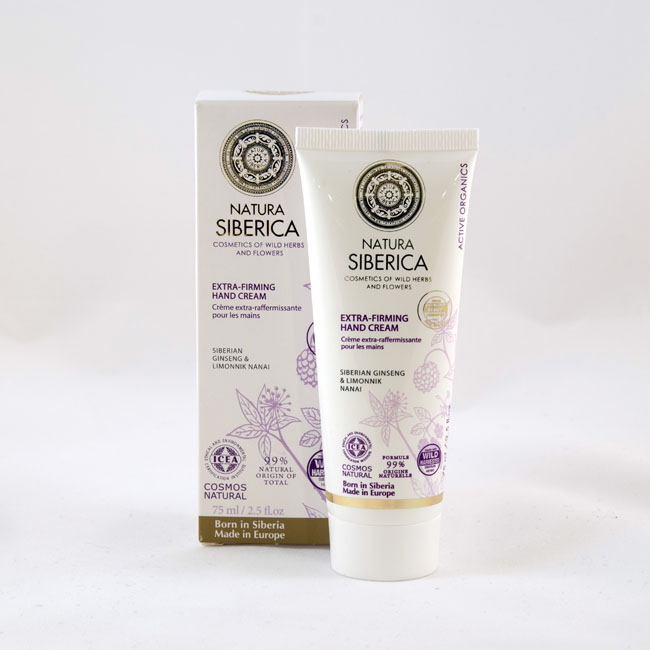 NATURA
SIBERICA
COSMETICS OF WILD HERBS
AND FLOWERS
EXTRA-FIRMING
HAND CREAM
Crème extra-raffermissante
pour les mains
SIBERIAN
GINSENG &
LIMONNIK NANAI
ICEA
COSMOS
NATURAL
99%
NATURAL
ORIGIN OF
TOTAL
75 ml / 2.5 fl.oz
Born in Siberia
Made in Europe
NATURA
SIBERICA
COSMETICS OF WILD HERBS
AND FLOWERS
ACTIVE ORGANICS
EXTRA-FIRMING
HAND CREAM
Crème extra-raffermissante
pour les mains
SIBERIAN GINSENG
& LIMONNIK
NANAI
ICEA
COSMOS
NATURAL
FORMULE
99%
ORIGINE
NATURELLE
WILD
Born in Siberia
Made in Europe